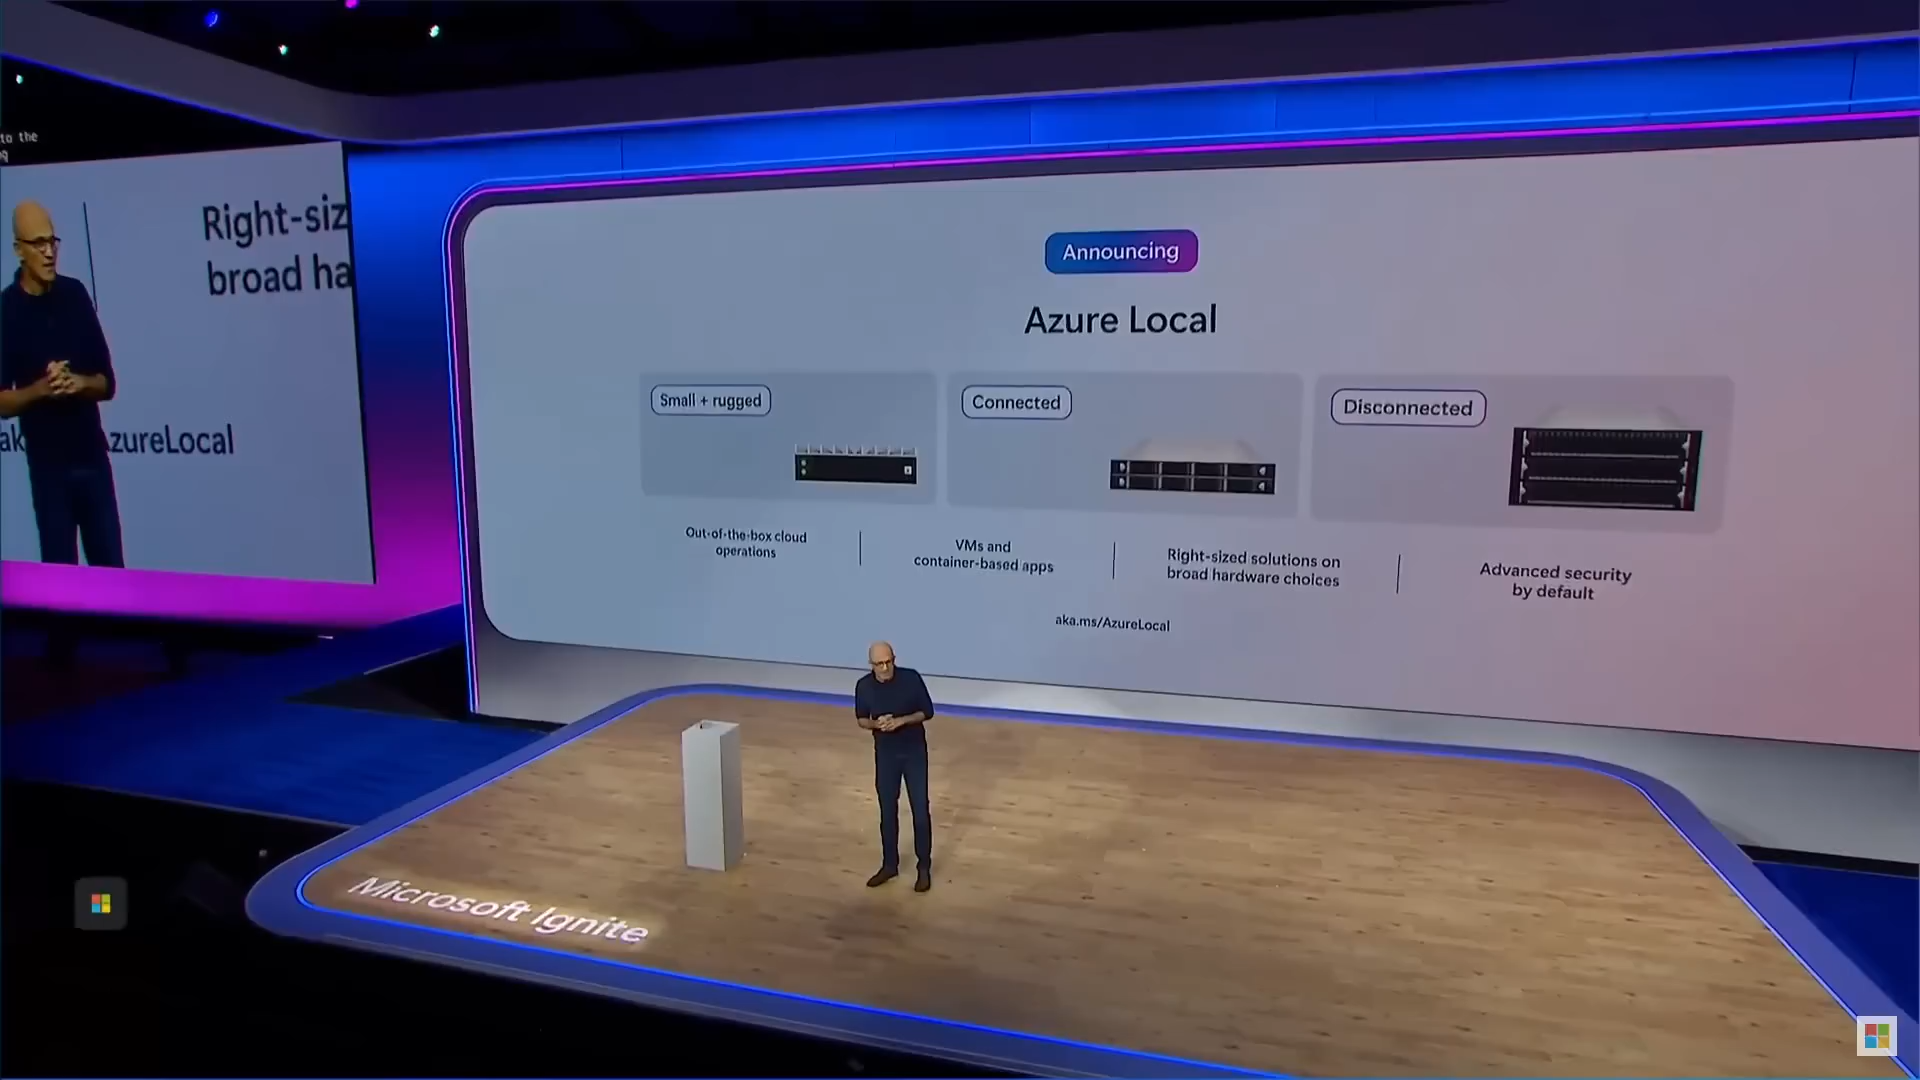 to the
Right-siz
broad ha
ak
AzureLocal
Announcing
Azure Local
Small + rugged
Connected
Disconnected
Out-of-the-box cloud
operations
VMs and
container-based apps
Right-sized solutions on
broad hardware choices
Advanced security
by default
aka.ms/AzureLocal
Microsoft Ignite